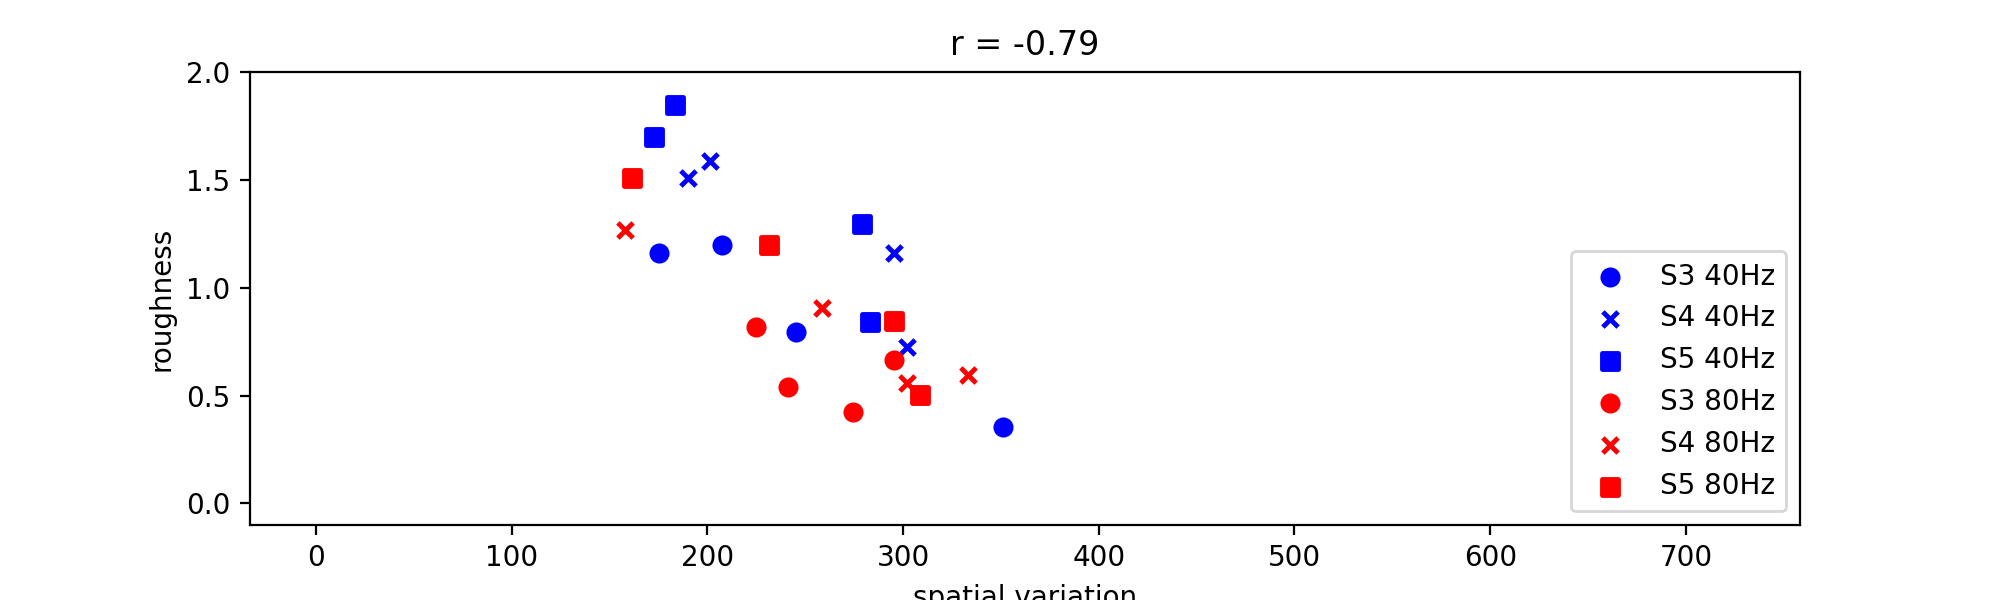 r = -0.79
2.0
1.5
1.0
0.5
0.0
roughness
0 100 200 300 400 500 600 700
spatial variation
S3 40Hz
S4 40Hz
S5 40Hz
S3 80Hz
S4 80Hz
S5 80Hz